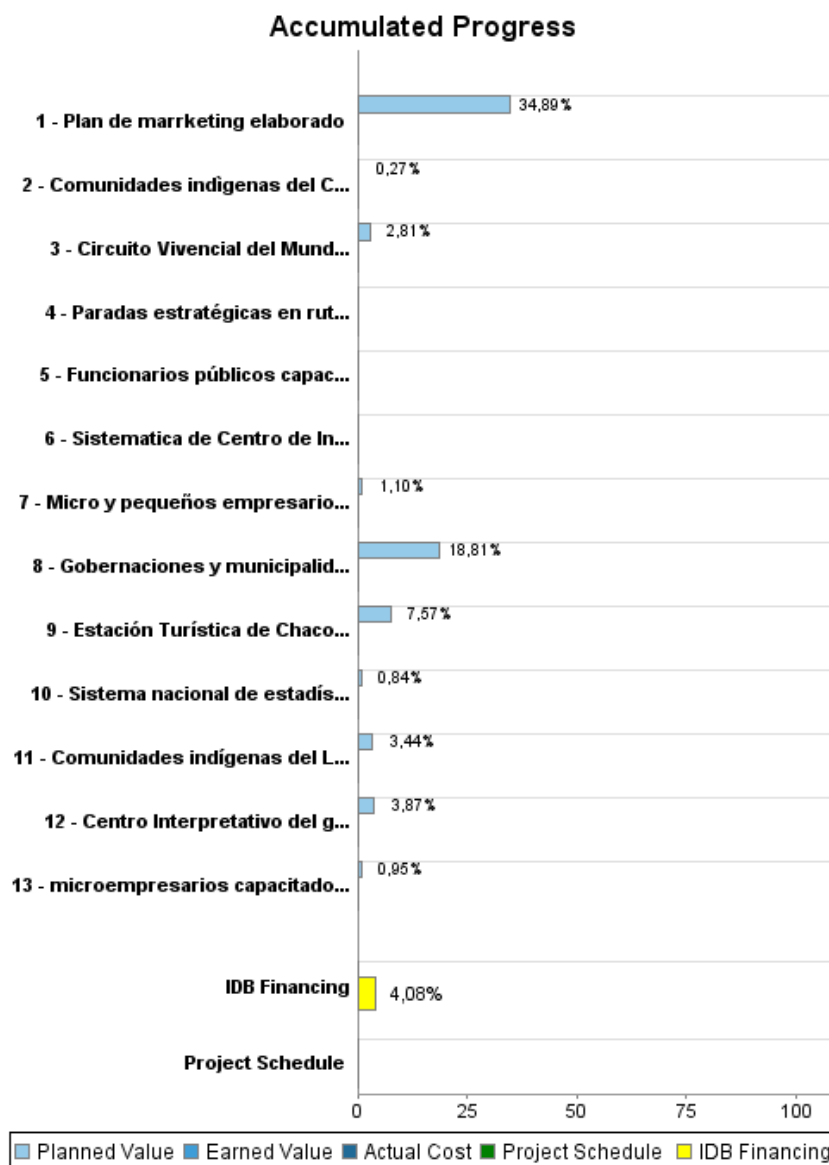 Accumulated Progress
34,89%
1 - Plan de marrketing elaborado
0,27%
2 - Comunidades indìgenas del C...
2,81%
3 - Circuito Vivencial del Mund...
4 - Paradas estratégicas en rut...
5 - Funcionarios públicos capac...
6 - Sistematica de Centro de In...
1,10%
7 - Micro y pequeños empresario...
18,81%
8 - Gobernaciones y municipalid...
7,57%
9 - Estación Turística de Chaco...
0,84%
10 - Sistema nacional de estadís...
3,44%
11 - Comunidades indígenas del L...
3,87%
12 - Centro Interpretativo del g...
0,95%
13 - microempresarios capacitado...
IDB Financing 4,08%
Project Schedule
0 25 50 75 100
Planned Value Earned Value Actual Cost Project Schedule IDB Financing